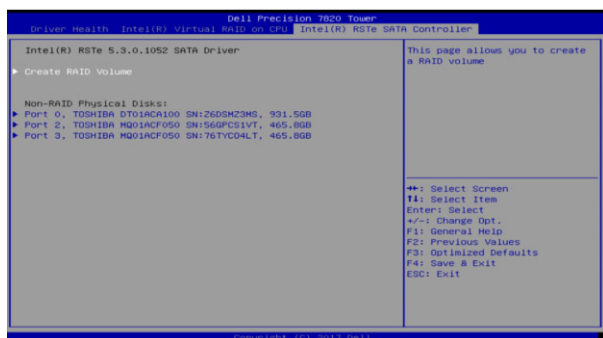 Dell Precision 7820 Tower
Driver Health Intel(R) Virtual RAID on CPU Intel(R) RSTe SATA Controller
Intel(R) RSTe 5.3.0.1052 SATA Driver
Create RAID Volume
Non-RAID Physical Disks:
Port 0, TOSHIBA DT01ACA100 SN:Z6DSMZ3MS, 931.5GB
Port 2, TOSHIBA MQ01ACF050 SN:56GPCS1VT, 465.8GB
Port 3, TOSHIBA MQ01ACF050 SN:76TYCO4LT, 465.8GB
This page allows you to create
a RAID volume
→←: Select Screen
↑↓: Select Item
Enter: Select
+/-: Change Opt.
F1: General Help
F2: Previous Values
F3: Optimized Defaults
F4: Save & Exit
ESC: Exit
Copyright (C) 2017 Dell